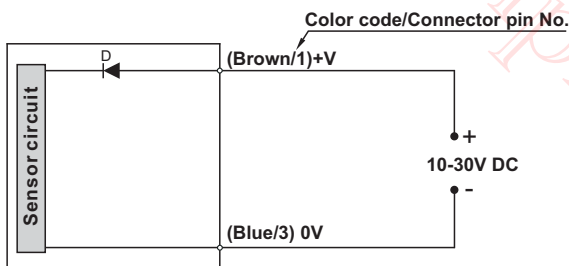 Color code/Connector pin No.
D
(Brown/1)+V
Sensor circuit
+
10-30V DC
-
(Blue/3) 0V